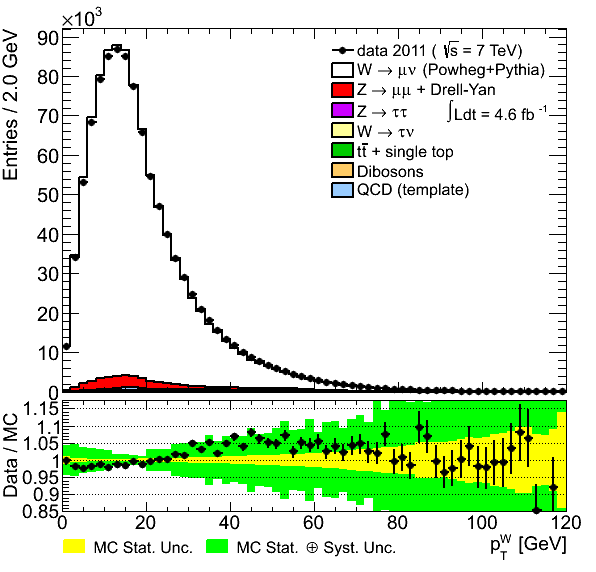 ×10³
Entries / 2.0 GeV
90
80
70
60
50
40
30
20
10
0
data 2011 ( √s = 7 TeV)
W → μν (Powheg+Pythia)
Z → μμ + Drell-Yan
Z → ττ
∫Ldt = 4.6 fb⁻¹
W → τν
tt̄ + single top
Dibosons
QCD (template)
Data / MC
1.15
1.1
1.05
1
0.95
0.9
0.85
0 20 40 60 80 100 120
p_T^W [GeV]
MC Stat. Unc. MC Stat. ⊕ Syst. Unc.